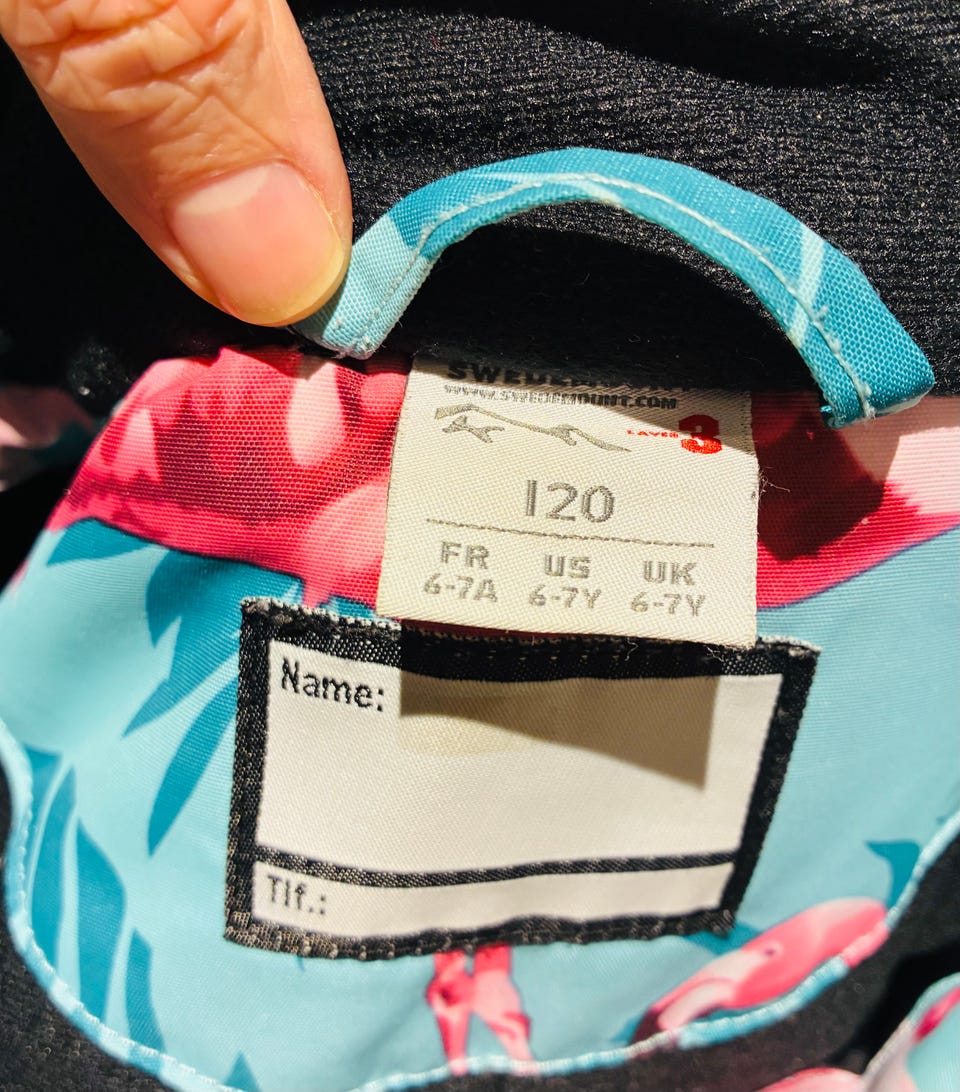 WWW.SWEDEMOUNT.COM
LAYER 3
120
FR US UK
6-7A 6-7Y 6-7Y
Name:
Tlf.: